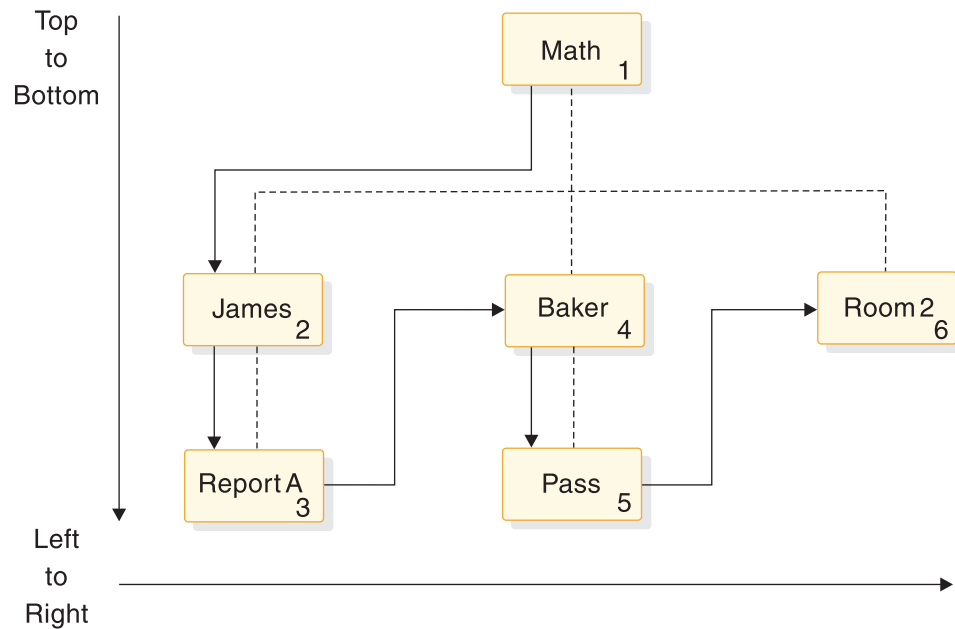 Top
to
Bottom
Math
1
James
2
Baker
4
Room 2
6
Report A
3
Pass
5
Left
to
Right